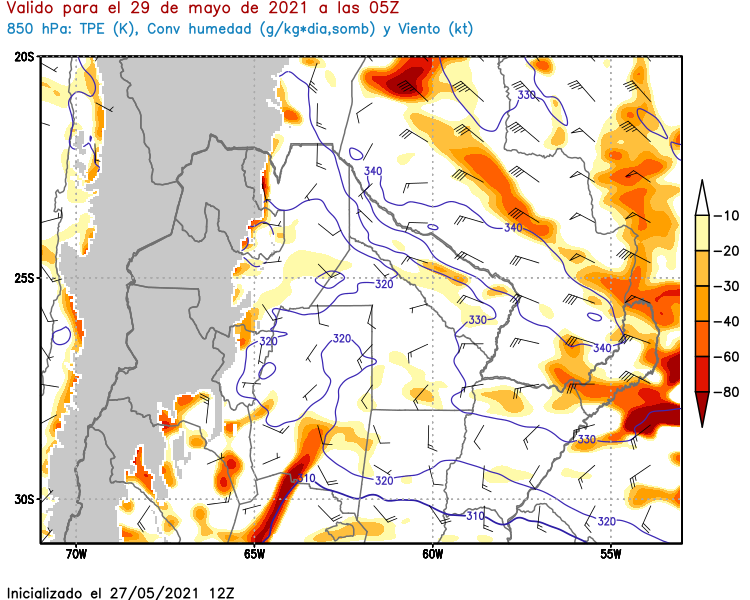 Valido para el 29 de mayo de 2021 a las 05Z
850 hPa: TPE (K), Conv humedad (g/kg*dia,somb) y Viento (kt)
20S
330
340
340
−10
−20
−30
−40
−60
−80
25S
320
330
320
320
340
330
310
320
30S
310
320
70W 65W 60W 55W
Inicializado el 27/05/2021 12Z